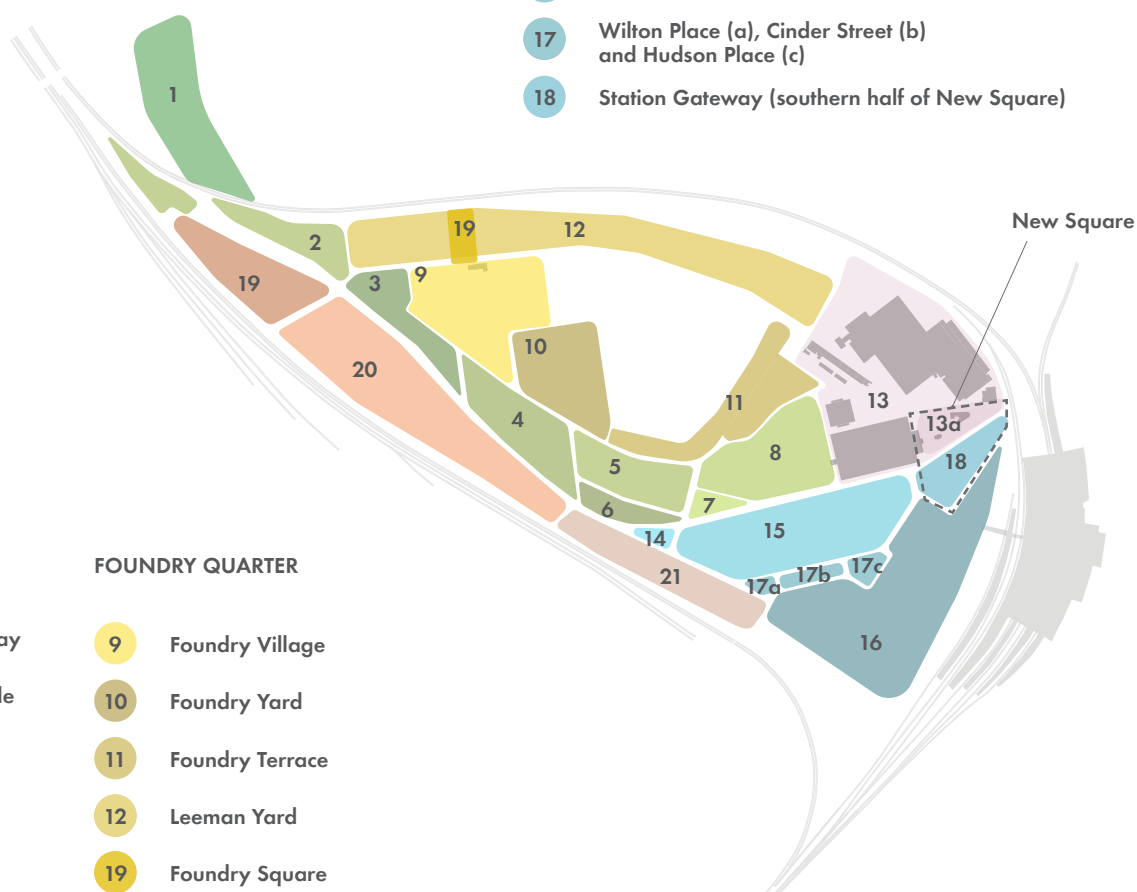 17 Wilton Place (a), Cinder Street (b)
and Hudson Place (c)
18 Station Gateway (southern half of New Square)
1
New Square
2
19
12
19
3
9
10
20
11
13
13a
4
8
18
5
7
6
14
15
17c
17b
17a
21
16
FOUNDRY QUARTER
ay
9 Foundry Village
le
10 Foundry Yard
11 Foundry Terrace
12 Leeman Yard
19 Foundry Square